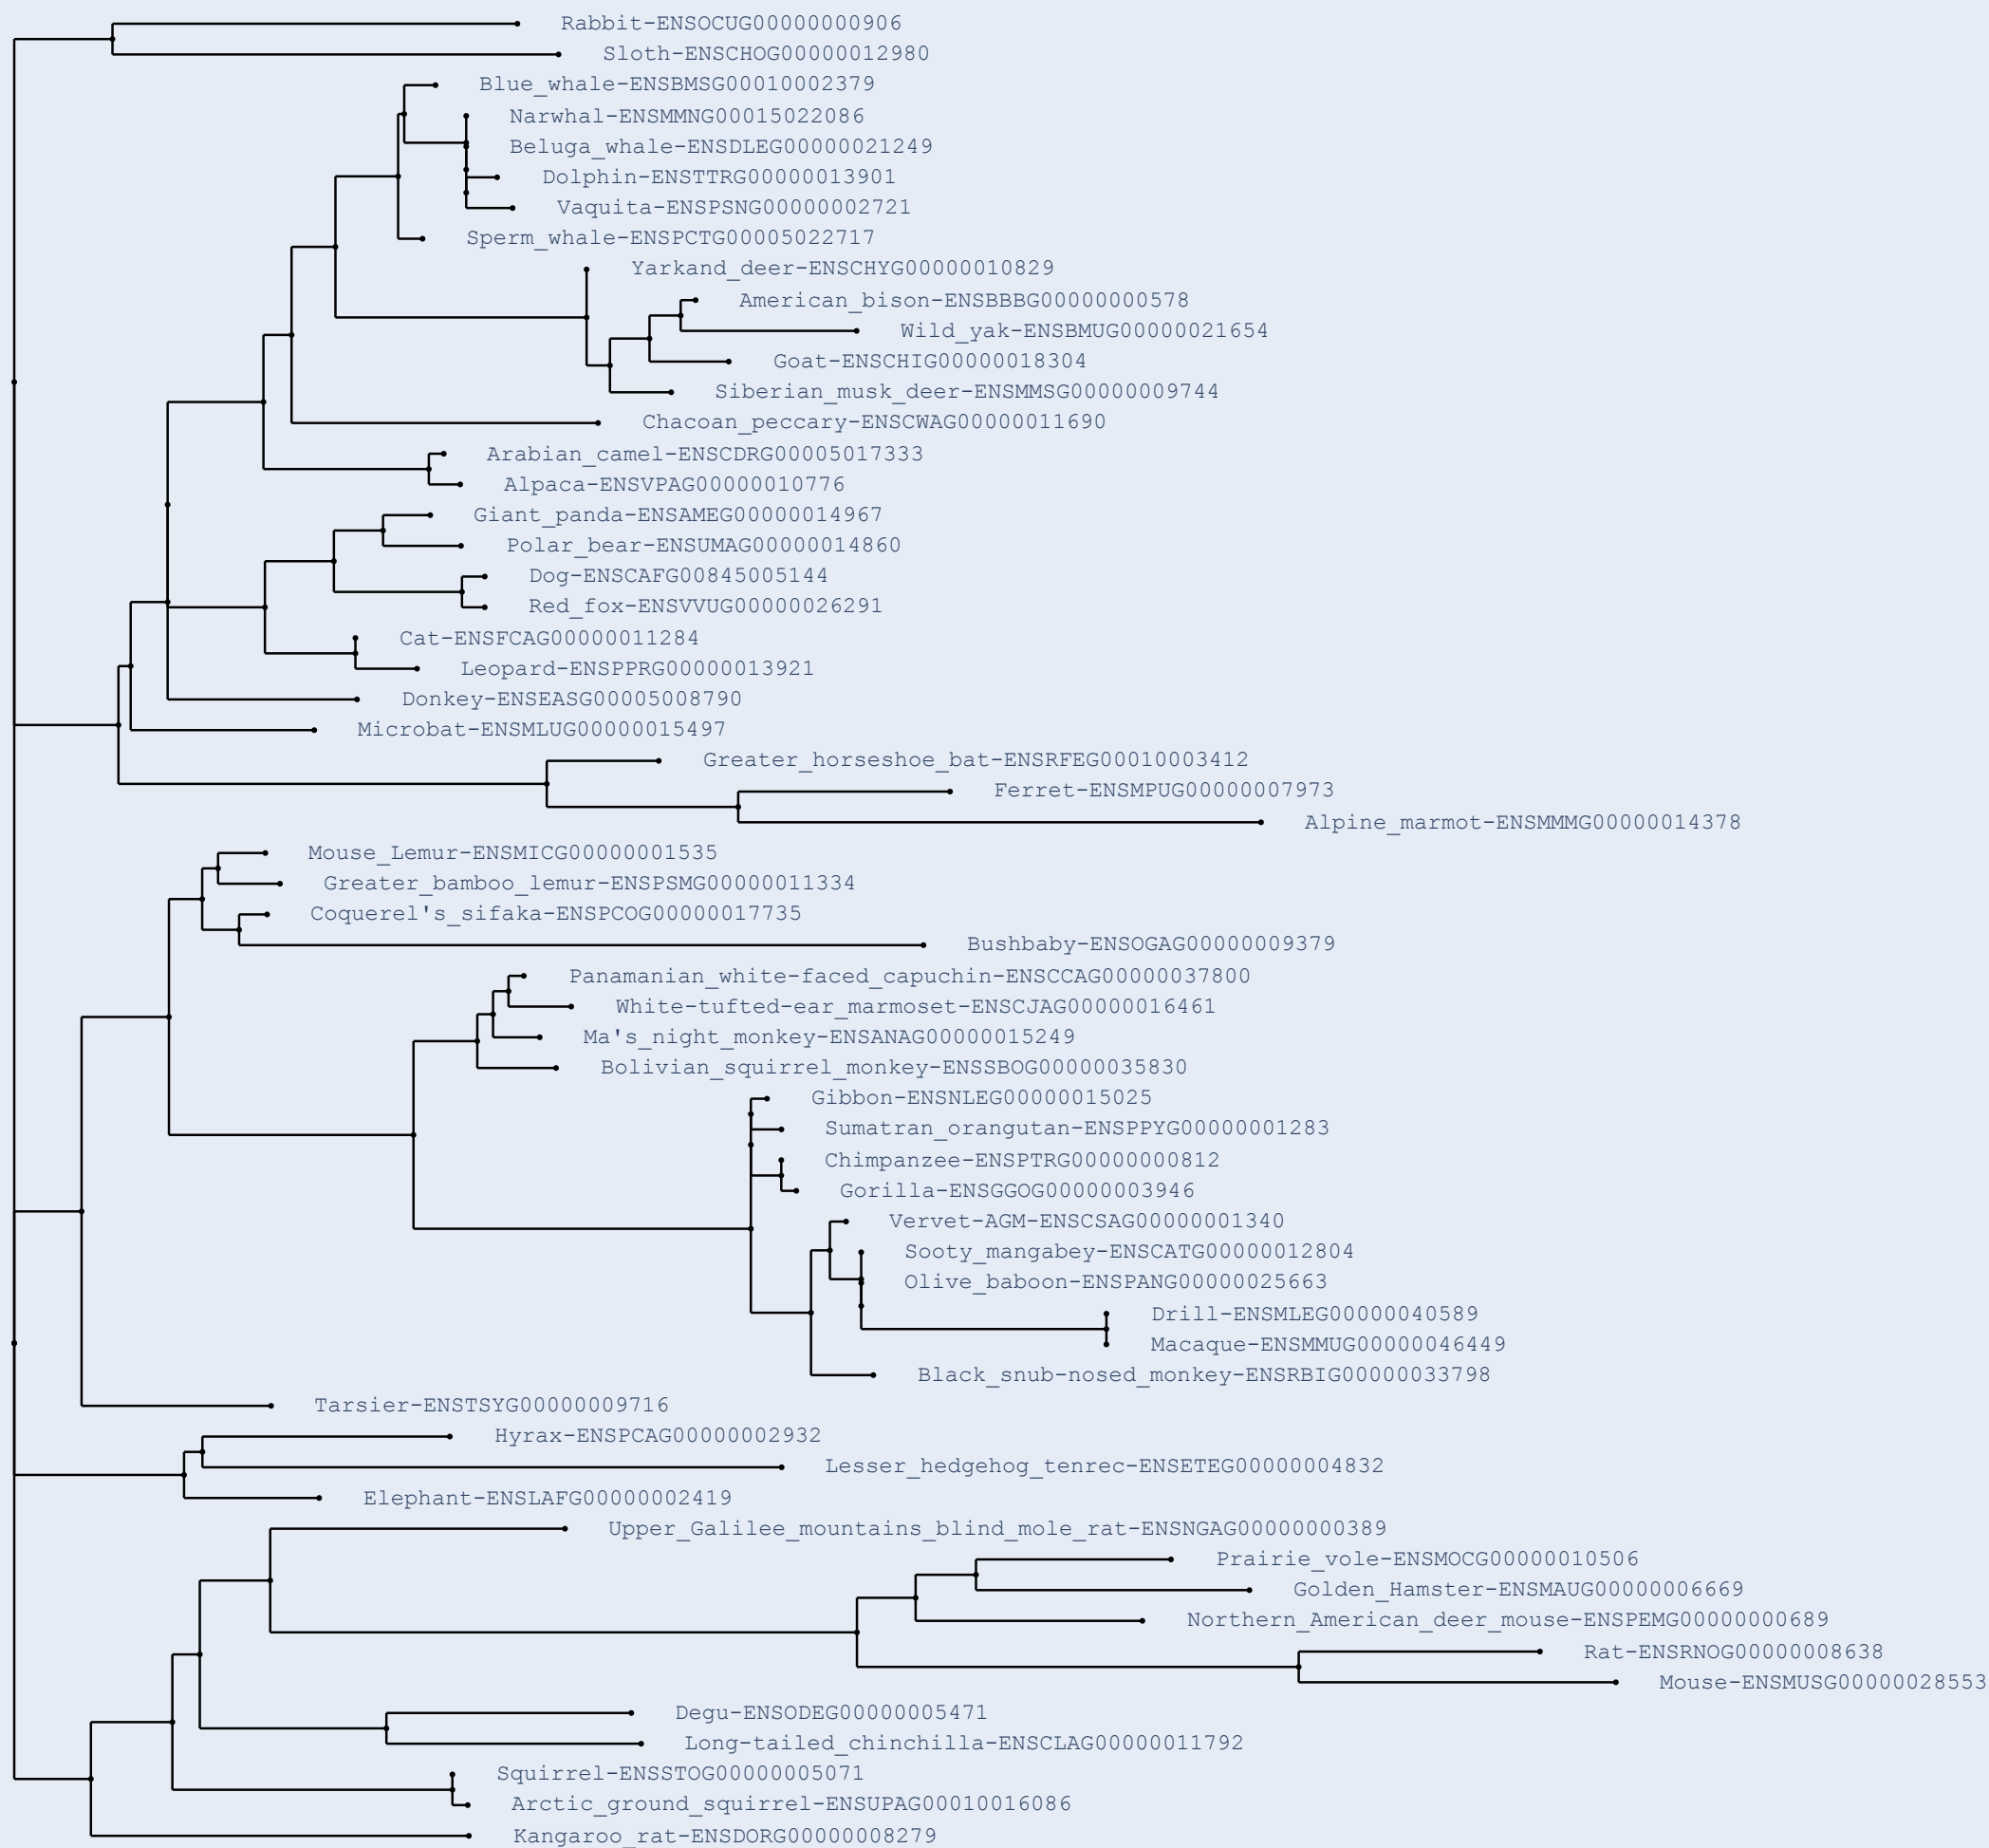 Rabbit-ENSOCUG00000000906
Sloth-ENSCHOG00000012980
Blue_whale-ENSBMSG00010002379
Narwhal-ENSMMNG00015022086
Beluga_whale-ENSDLEG00000021249
Dolphin-ENSTTRG00000013901
Vaquita-ENSPSNG00000002721
Sperm_whale-ENSPCTG00005022717
Yarkand_deer-ENSCHYG00000010829
American_bison-ENSBBBG00000000578
Wild_yak-ENSBMUG00000021654
Goat-ENSCHIG00000018304
Siberian_musk_deer-ENSMMSG00000009744
Chacoan_peccary-ENSCWAG00000011690
Arabian_camel-ENSCDRG00005017333
Alpaca-ENSVPAG00000010776
Giant_panda-ENSAMEG00000014967
Polar_bear-ENSUMAG00000014860
Dog-ENSCAFG00845005144
Red_fox-ENSVVUG00000026291
Cat-ENSFCAG00000011284
Leopard-ENSPPRG00000013921
Donkey-ENSEASG00005008790
Microbat-ENSMLUG00000015497
Greater_horseshoe_bat-ENSRFEG00010003412
Ferret-ENSMPUG00000007973
Alpine_marmot-ENSMMMG00000014378
Mouse_Lemur-ENSMICG00000001535
Greater_bamboo_lemur-ENSPSMG00000011334
Coquerel's_sifaka-ENSPCOG00000017735
Bushbaby-ENSOGAG00000009379
Panamanian_white-faced_capuchin-ENSCCAG00000037800
White-tufted-ear_marmoset-ENSCJAG00000016461
Ma's_night_monkey-ENSANAG00000015249
Bolivian_squirrel_monkey-ENSSBOG00000035830
Gibbon-ENSNLEG00000015025
Sumatran_orangutan-ENSPPYG00000001283
Chimpanzee-ENSPTRG00000000812
Gorilla-ENSGGOG00000003946
Vervet-AGM-ENSCSAG00000001340
Sooty_mangabey-ENSCATG00000012804
Olive_baboon-ENSPANG00000025663
Drill-ENSMLEG00000040589
Macaque-ENSMMUG00000046449
Black_snub-nosed_monkey-ENSRBIG00000033798
Tarsier-ENSTSYG00000009716
Hyrax-ENSPCAG00000002932
Lesser_hedgehog_tenrec-ENSETEG00000004832
Elephant-ENSLAFG00000002419
Upper_Galilee_mountains_blind_mole_rat-ENSNGAG00000000389
Prairie_vole-ENSMOCG00000010506
Golden_Hamster-ENSMAUG00000006669
Northern_American_deer_mouse-ENSPEMG00000000689
Rat-ENSRNOG00000008638
Mouse-ENSMUSG00000028553
Degu-ENSODEG00000005471
Long-tailed_chinchilla-ENSCLAG00000011792
Squirrel-ENSSTOG00000005071
Arctic_ground_squirrel-ENSUPAG00010016086
Kangaroo_rat-ENSDORG00000008279